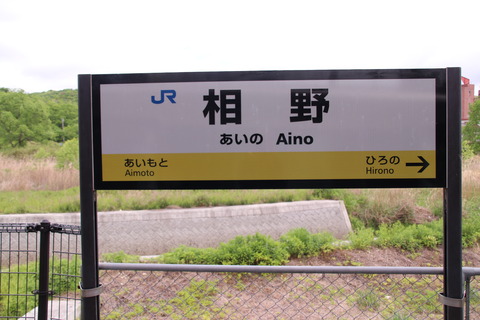 JR 相野
あいの Aino
あいもと ひろの →
Aimoto Hirono